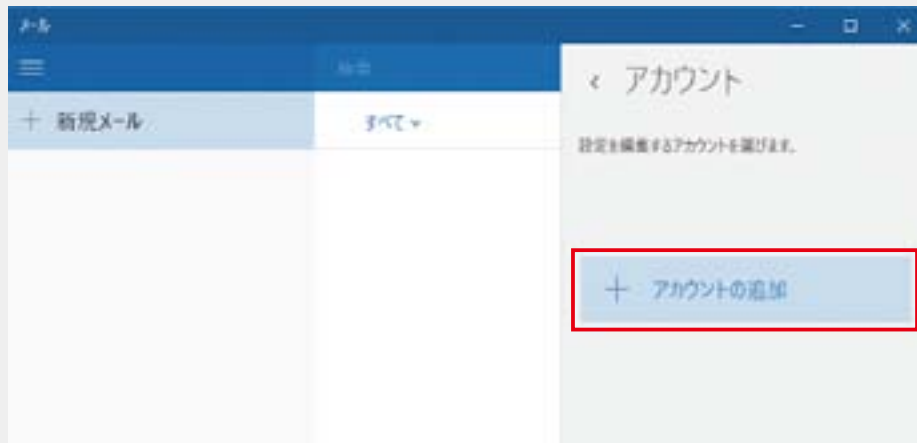 メール
検索
< アカウント
+ 新規メール
すべて
設定を編集するアカウントを選びます。
+ アカウントの追加